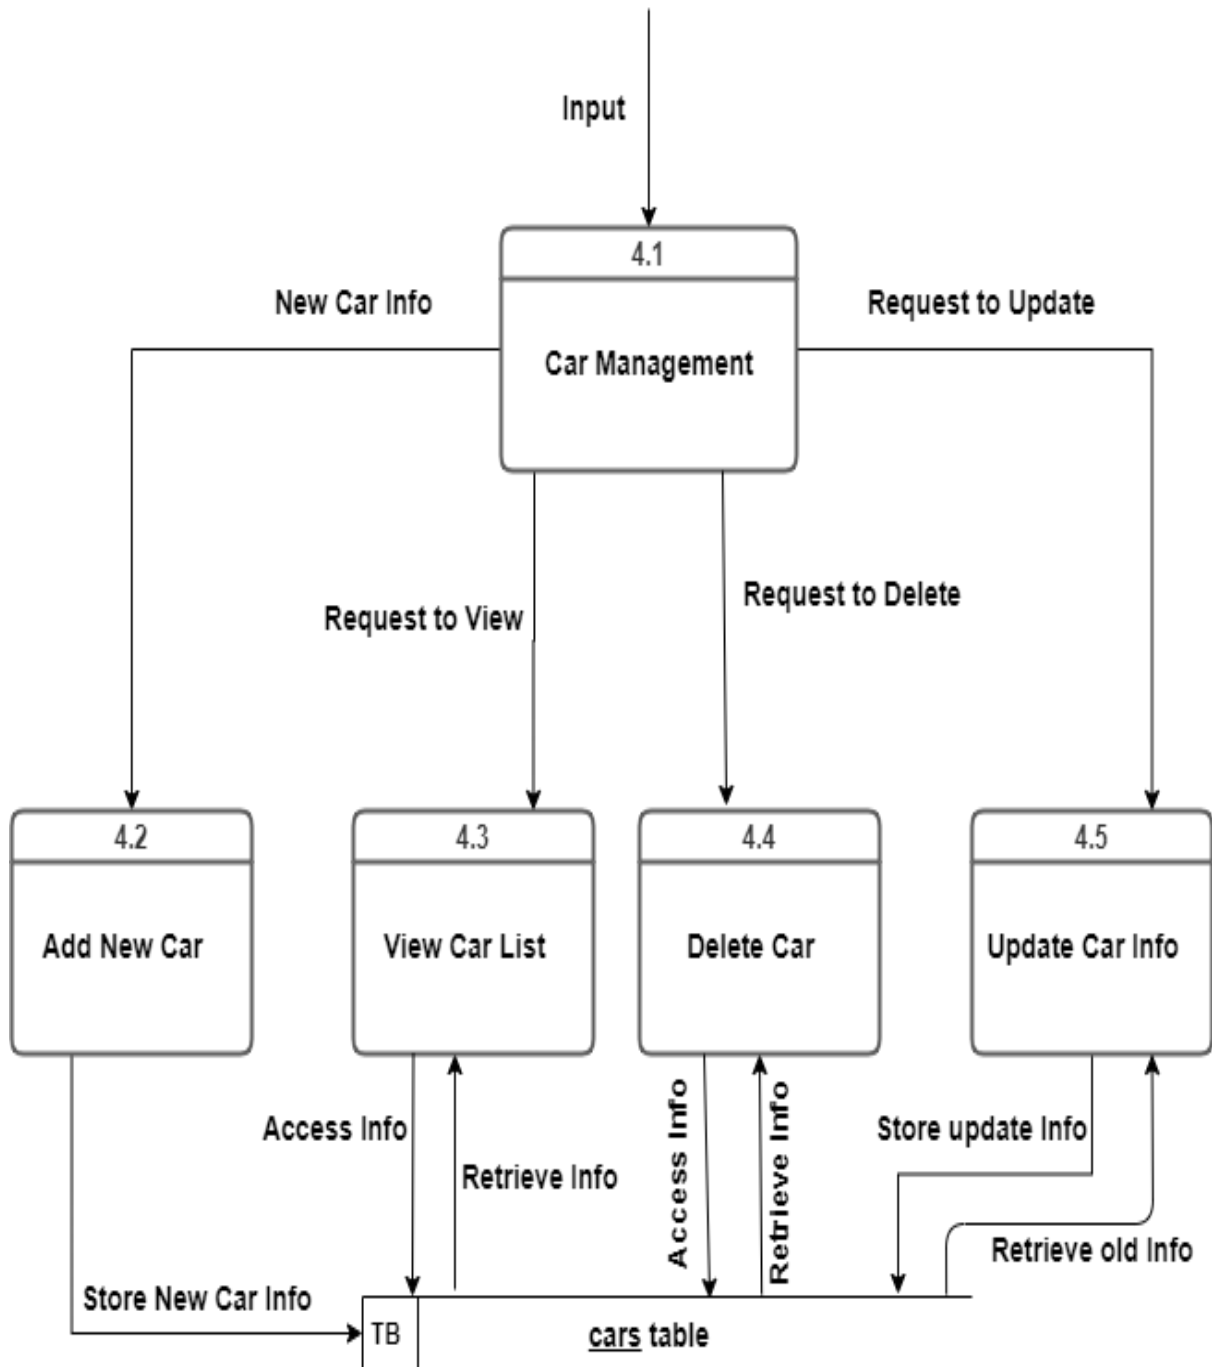 Input
4.1
New Car Info
Request to Update
Car Management
Request to Delete
Request to View
4.2
4.3
4.4
4.5
Add New Car
View Car List
Delete Car
Update Car Info
Access Info
Retrieve Info
Access Info
Retrieve Info
Store update Info
Retrieve old Info
Store New Car Info
TB
cars table